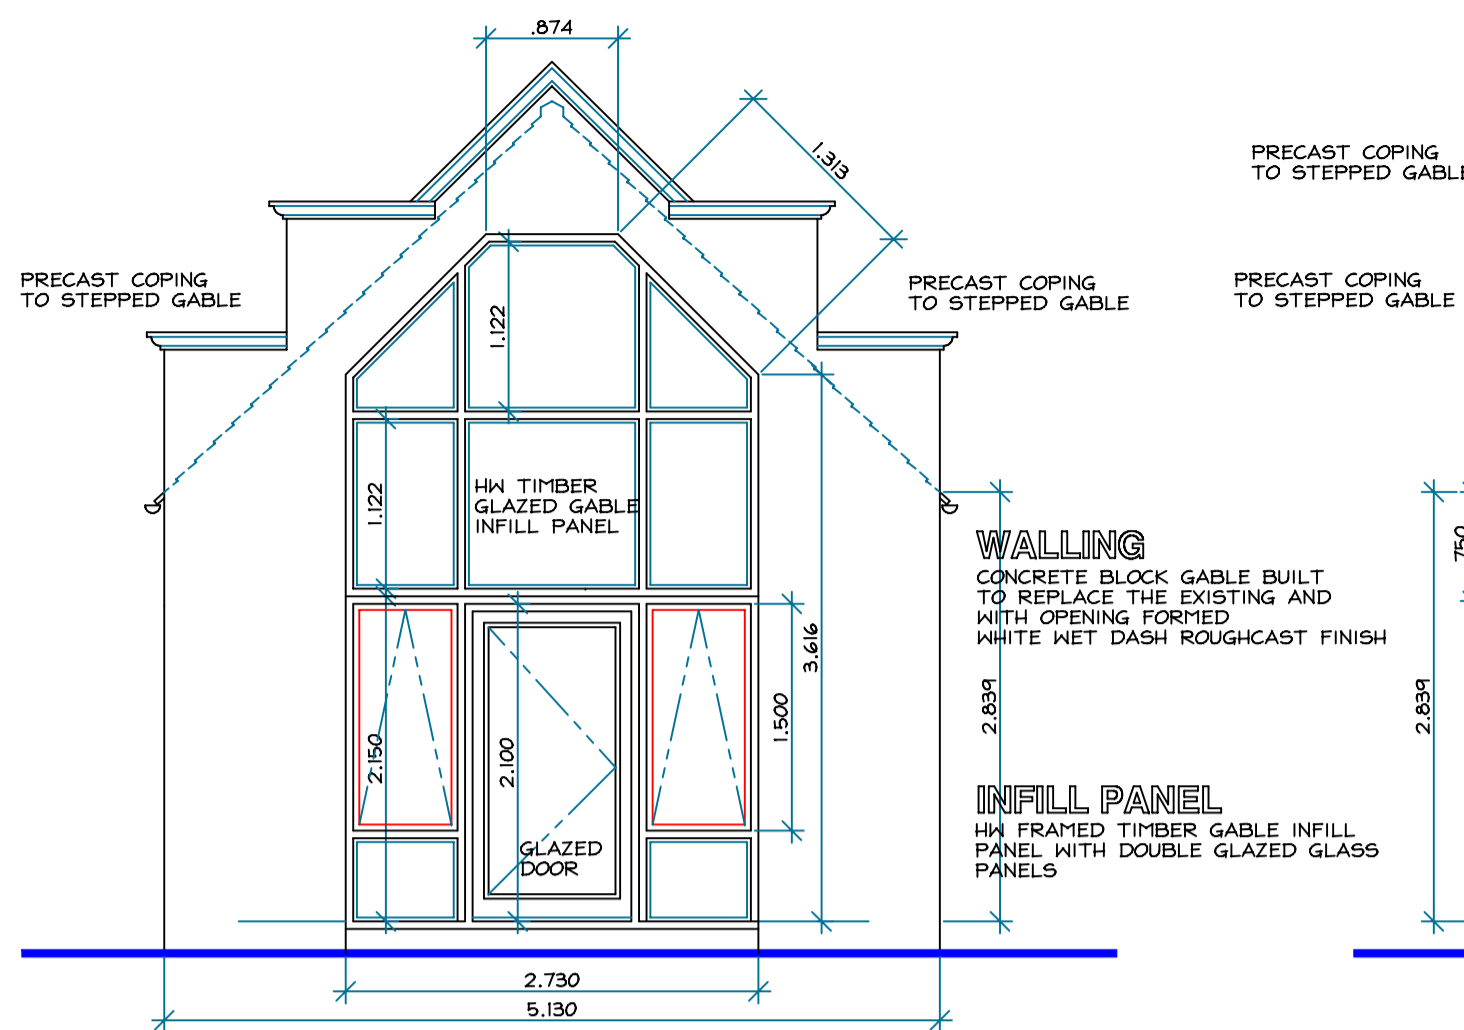 .874
1.313
PRECAST COPING
TO STEPPED GABLE
PRECAST COPING
TO STEPPED GABLE
PRECAST COPING
TO STEPPED GABLE
PRECAST COPING
TO STEPPED GABLE
1.122
1.122
HW TIMBER
GLAZED GABLE
INFILL PANEL
WALLING
CONCRETE BLOCK GABLE BUILT
TO REPLACE THE EXISTING AND
WITH OPENING FORMED
WHITE WET DASH ROUGHCAST FINISH
750
3.616
2.839
2.839
1.500
2.150
2.100
GLAZED
DOOR
INFILL PANEL
HW FRAMED TIMBER GABLE INFILL
PANEL WITH DOUBLE GLAZED GLASS
PANELS
2.730
5.130